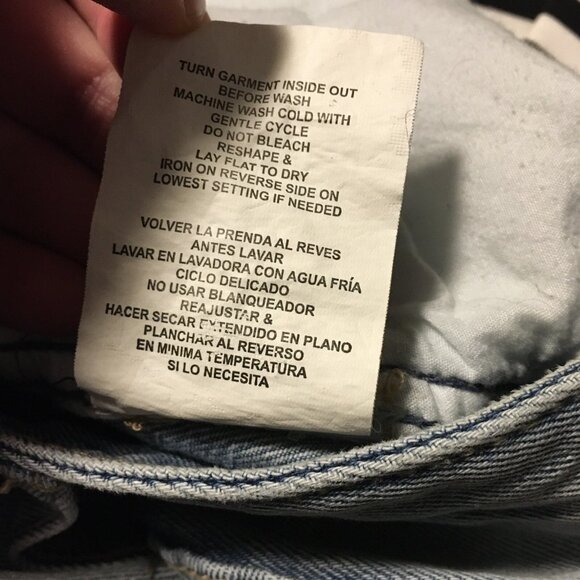 TURN GARMENT INSIDE OUT
BEFORE WASH
MACHINE WASH COLD WITH
GENTLE CYCLE
DO NOT BLEACH
RESHAPE &
LAY FLAT TO DRY
IRON ON REVERSE SIDE ON
LOWEST SETTING IF NEEDED
VOLVER LA PRENDA AL REVES
ANTES LAVAR
LAVAR EN LAVADORA CON AGUA FRÍA
CICLO DELICADO
NO USAR BLANQUEADOR
REAJUSTAR &
HACER SECAR EXTENDIDO EN PLANO
PLANCHAR AL REVERSO
EN MINIMA TEMPERATURA
SI LO NECESITA